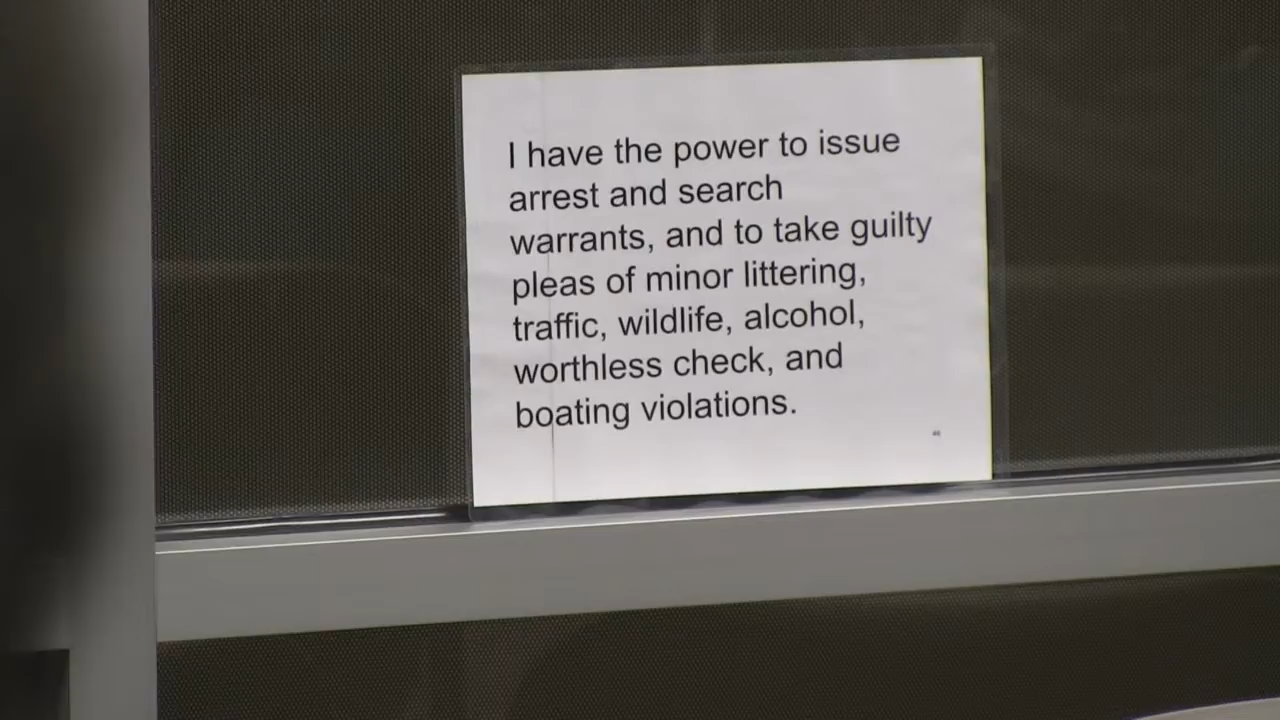 I have the power to issue
arrest and search
warrants, and to take guilty
pleas of minor littering,
traffic, wildlife, alcohol,
worthless check, and
boating violations.